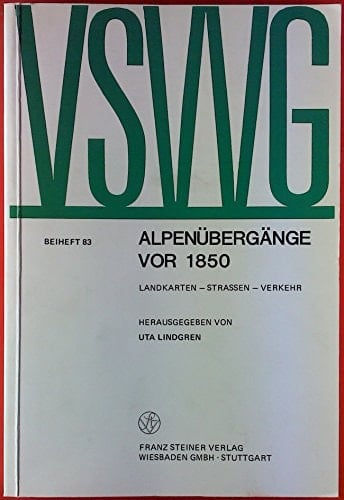 VSWG
BEIHEFT 83
ALPENÜBERGÄNGE
VOR 1850
LANDKARTEN – STRASSEN – VERKEHR
HERAUSGEGEBEN VON
UTA LINDGREN
FRANZ STEINER VERLAG
WIESBADEN GMBH · STUTTGART